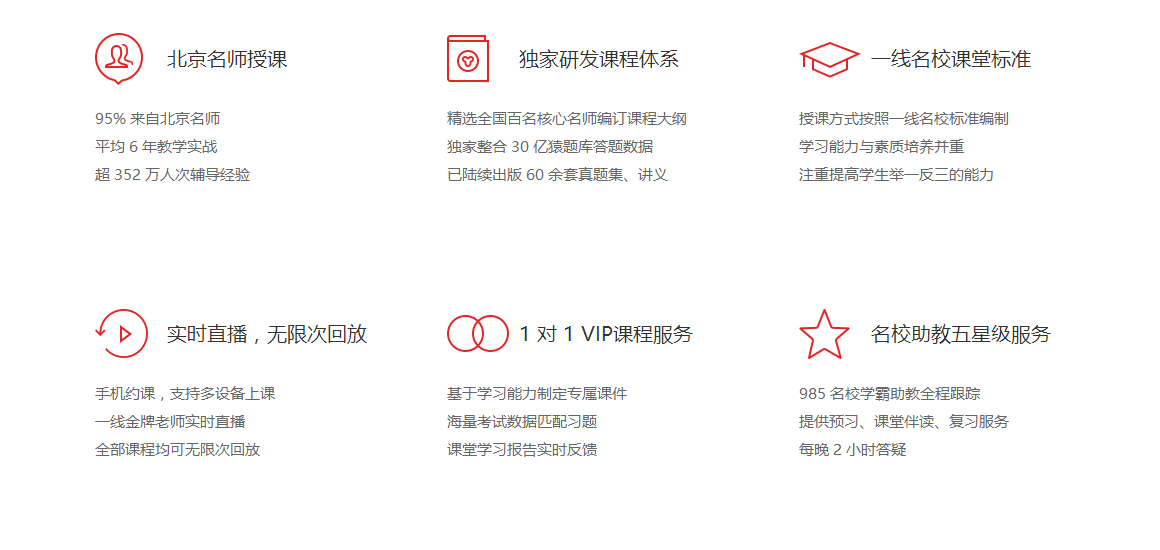 北京名师授课
95% 来自北京名师
平均 6 年教学实战
超 352 万人次辅导经验
独家研发课程体系
精选全国百名核心名师编订课程大纲
独家整合 30 亿猿题库答题数据
已陆续出版 60 余套真题集、讲义
一线名校课堂标准
授课方式按照一线名校标准编制
学习能力与素质培养并重
注重提高学生举一反三的能力
实时直播，无限次回放
手机约课，支持多设备上课
一线金牌老师实时直播
全部课程均可无限次回放
1 对 1 VIP课程服务
基于学习能力制定专属课件
海量考试数据匹配习题
课堂学习报告实时反馈
名校助教五星级服务
985 名校学霸助教全程跟踪
提供预习、课堂伴读、复习服务
每晚 2 小时答疑